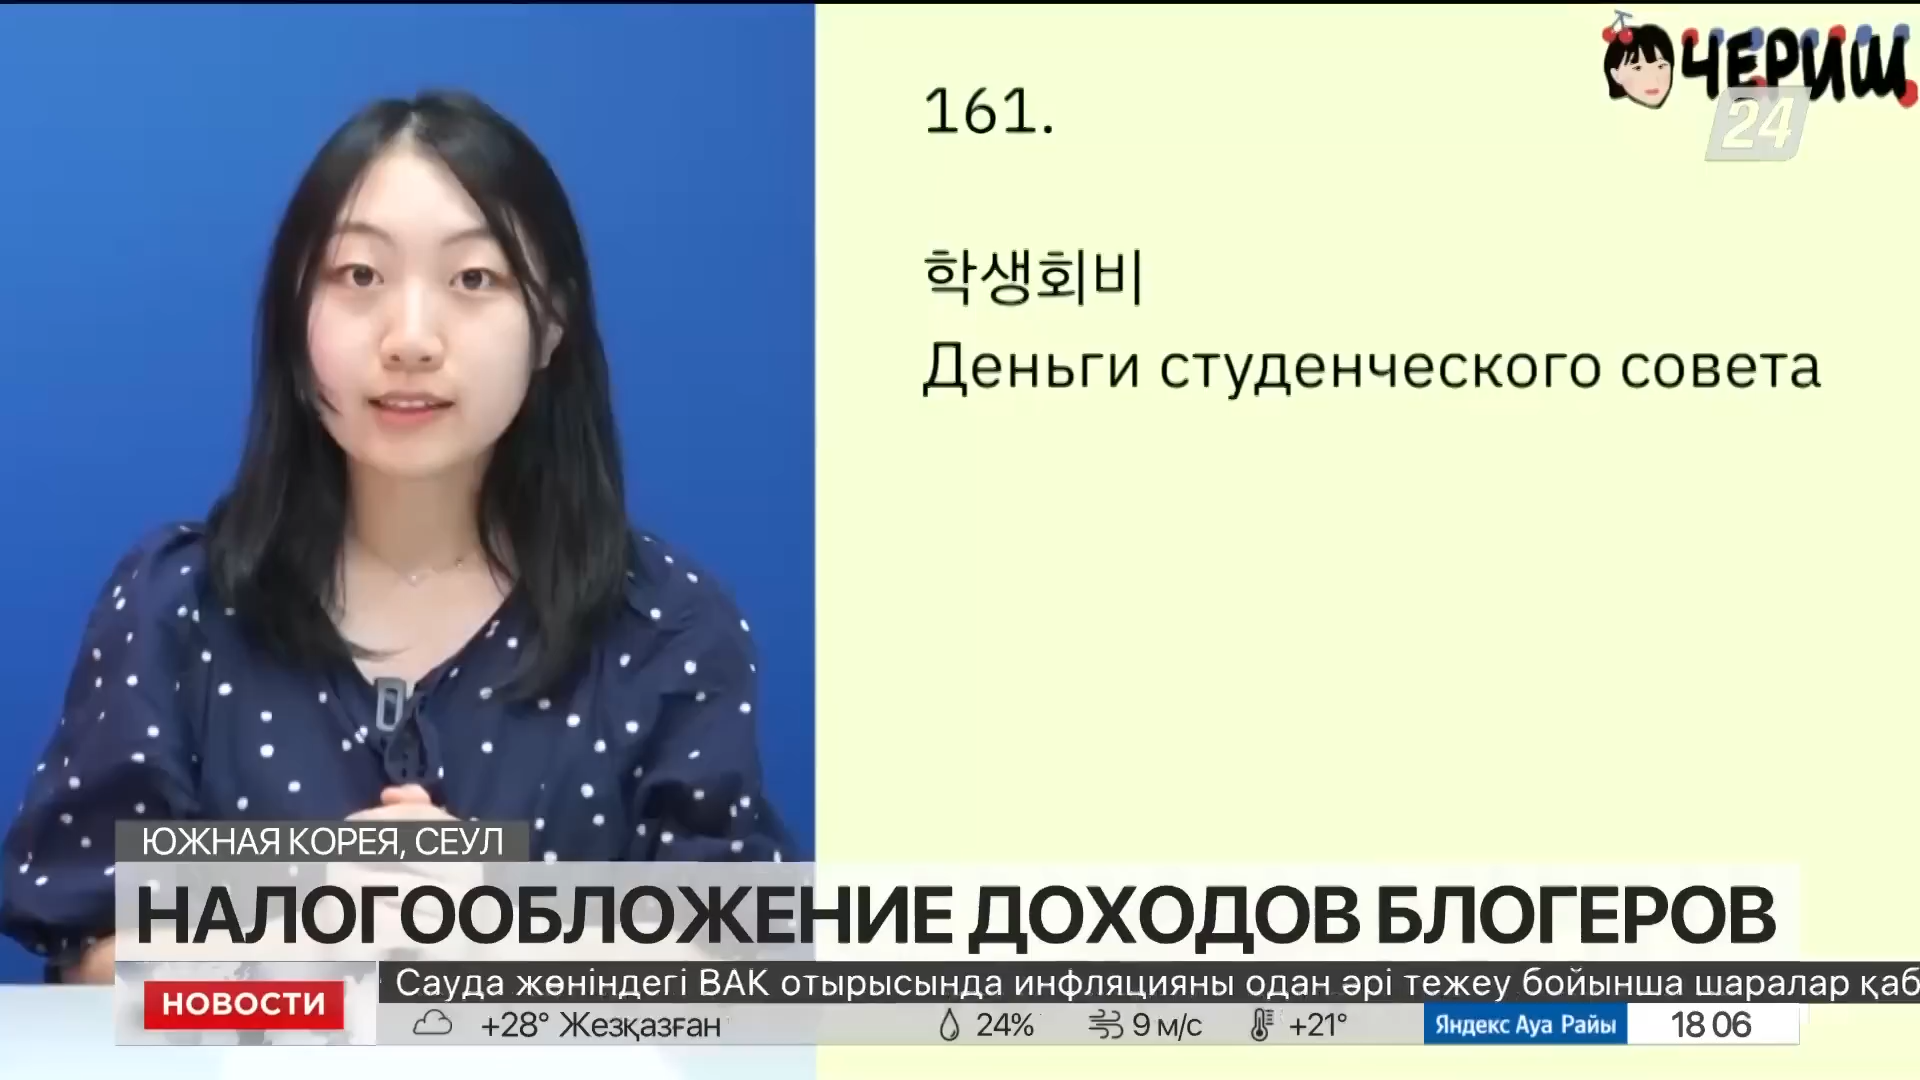 ЧЕРИШ
24
161.
학생회비
Деньги студенческого совета
ЮЖНАЯ КОРЕЯ, СЕУЛ
НАЛОГООБЛОЖЕНИЕ ДОХОДОВ БЛОГЕРОВ
НОВОСТИ
Сауда жөніндегі ВАК отырысында инфляцияны одан әрі тежеу бойынша шаралар қаб
+28° Жезқазған 24% 9 м/с +21° Яндекс Ауа Райы 18 06